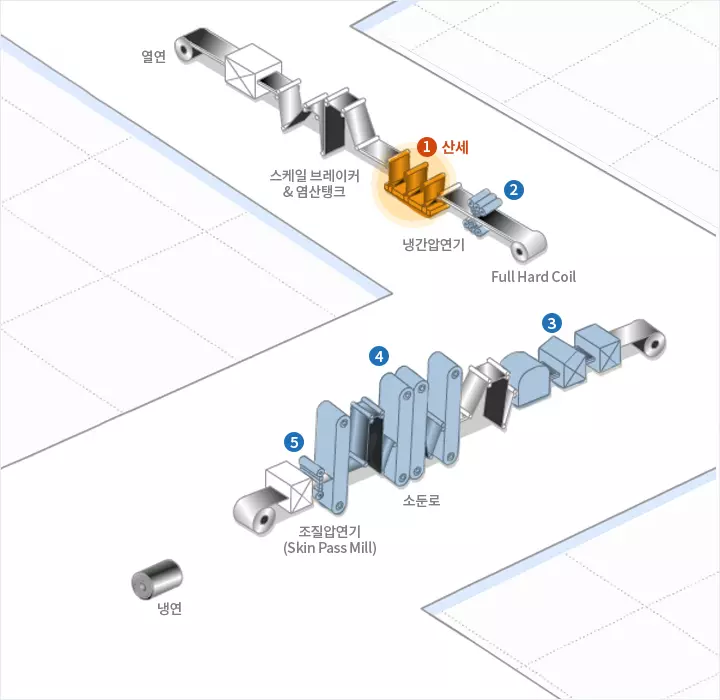 열연
1 산세
스케일 브레이커
& 염산탱크
2
냉간압연기
Full Hard Coil
3
4
5
소둔로
조질압연기
(Skin Pass Mill)
냉연